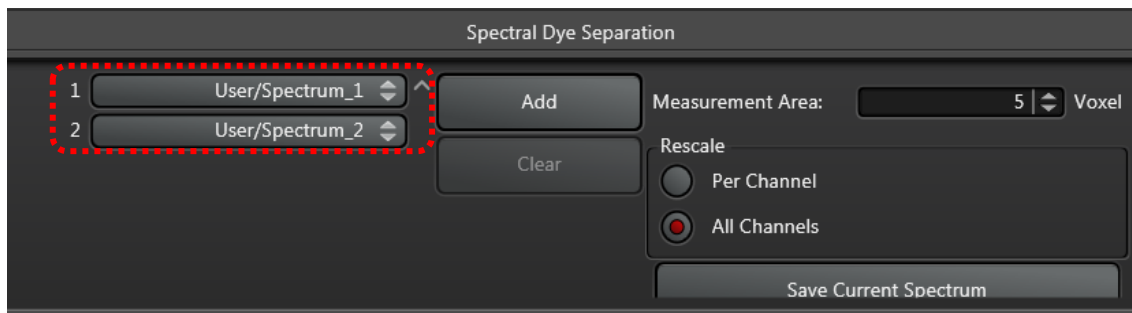 Spectral Dye Separation
1 User/Spectrum_1
2 User/Spectrum_2
Add
Clear
Measurement Area: 5 Voxel
Rescale
Per Channel
All Channels
Save Current Spectrum